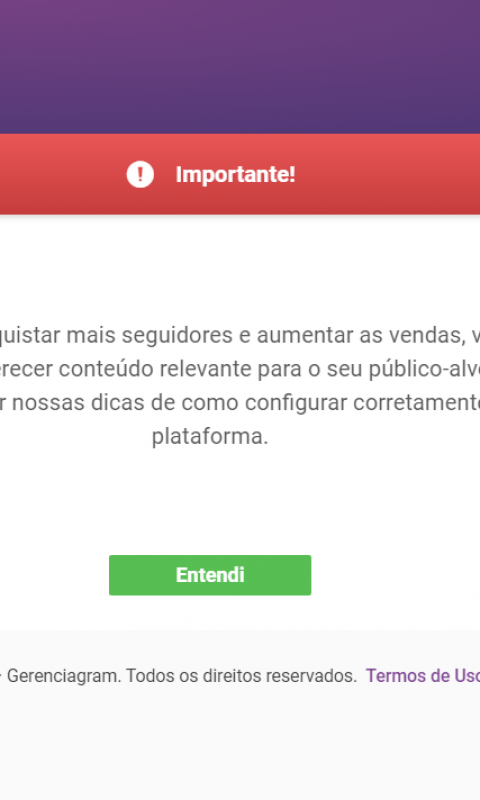 Importante!
quistar mais seguidores e aumentar as vendas, v
erecer conteúdo relevante para o seu público-alv
r nossas dicas de como configurar corretament
plataforma.
Entendi
Gerenciagram. Todos os direitos reservados. Termos de Uso